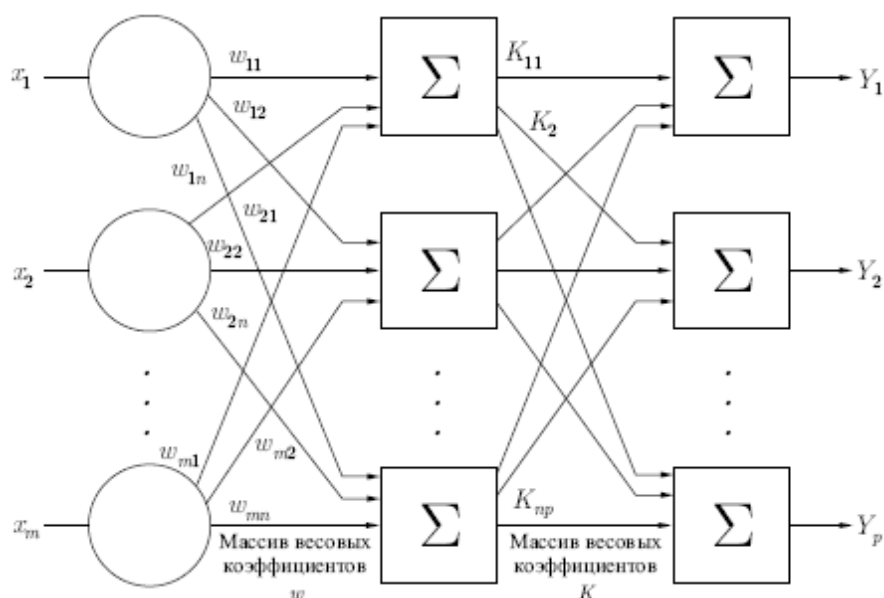 x₁ w₁₁ Σ K₁₁ Σ Y₁
w₁₂ K₂
w₁ₙ
w₂₁
x₂ w₂₂ Σ Σ Y₂
w₂ₙ
wₘ₁ wₘ₂
xₘ wₘₙ Σ Kₙₚ Σ Yₚ
Массив весовых
коэффициентов
w
Массив весовых
коэффициентов
K